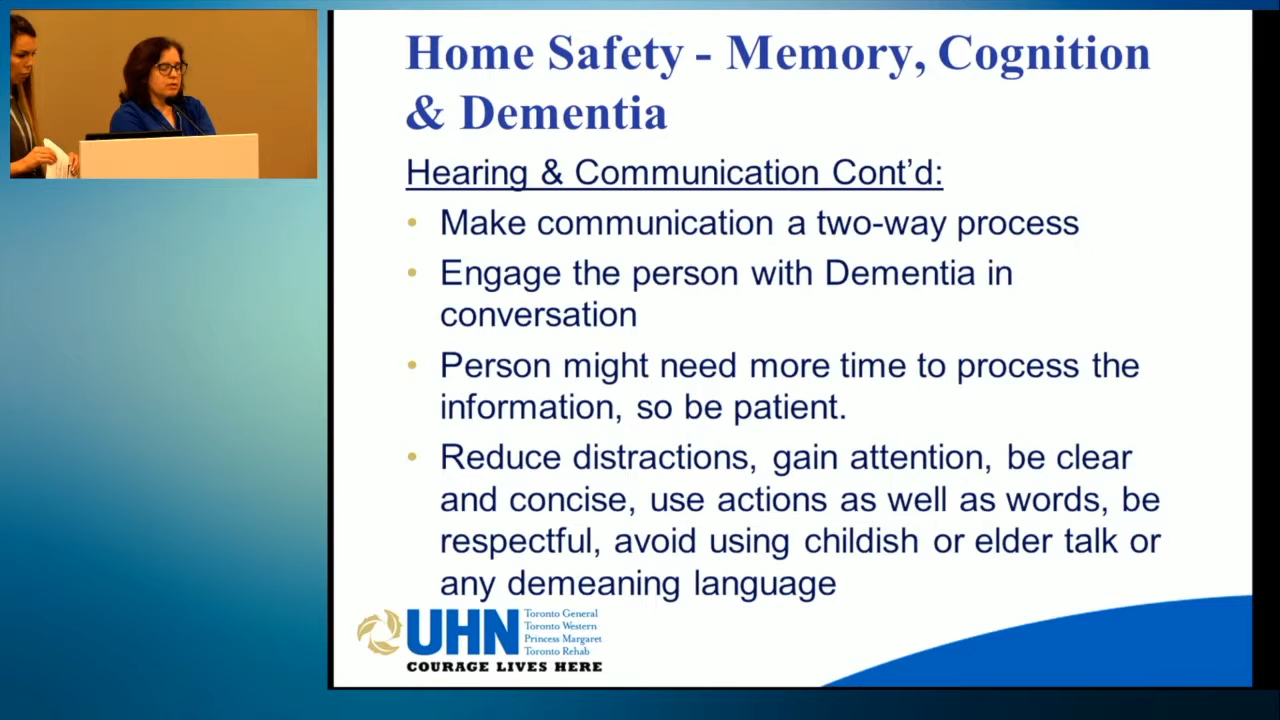 Home Safety - Memory, Cognition
& Dementia
Hearing & Communication Cont’d:
• Make communication a two-way process
• Engage the person with Dementia in
conversation
• Person might need more time to process the
information, so be patient.
• Reduce distractions, gain attention, be clear
and concise, use actions as well as words, be
respectful, avoid using childish or elder talk or
any demeaning language
UHN
Toronto General
Toronto Western
Princess Margaret
Toronto Rehab
COURAGE LIVES HERE